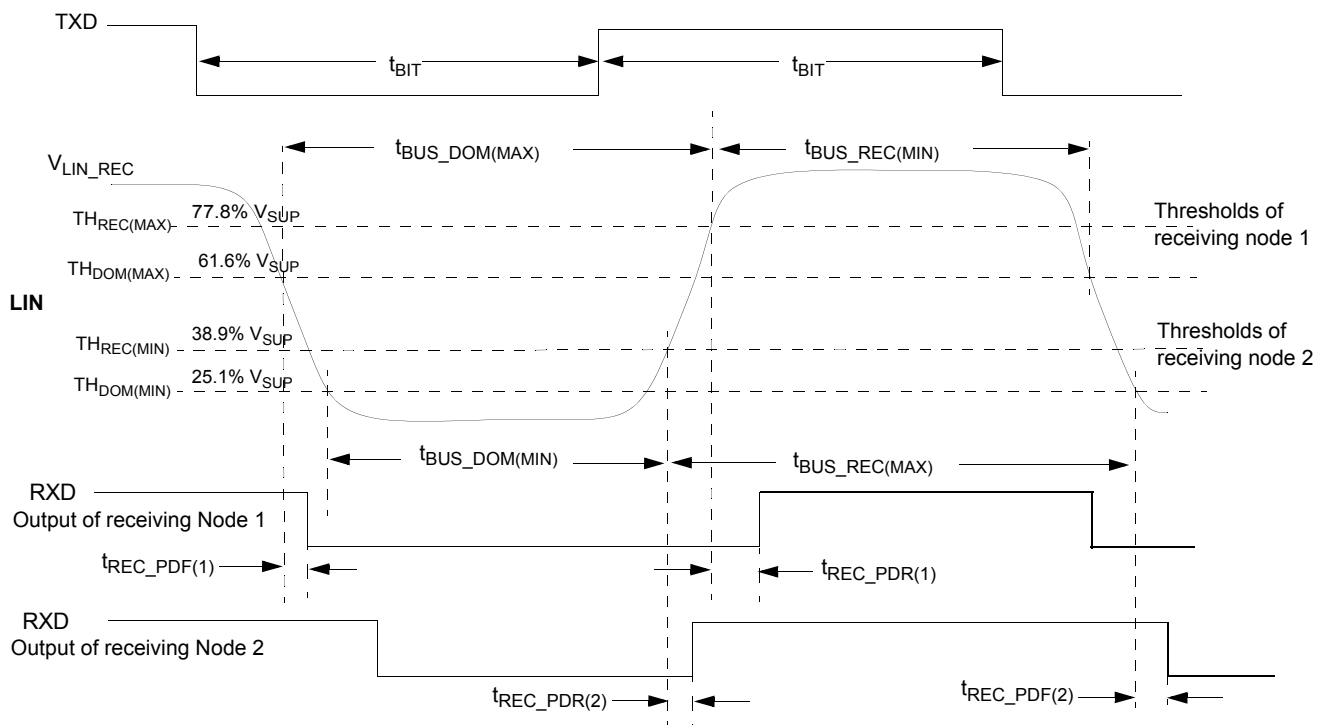 TXD
tBIT
tBIT
tBUS_DOM(MAX)
tBUS_REC(MIN)
VLIN_REC
THREC(MAX)
77.8% VSUP
Thresholds of
receiving node 1
THDOM(MAX)
61.6% VSUP
LIN
THREC(MIN)
38.9% VSUP
Thresholds of
receiving node 2
THDOM(MIN)
25.1% VSUP
tBUS_DOM(MIN)
tBUS_REC(MAX)
RXD
Output of receiving Node 1
tREC_PDF(1)
tREC_PDR(1)
RXD
Output of receiving Node 2
tREC_PDR(2)
tREC_PDF(2)